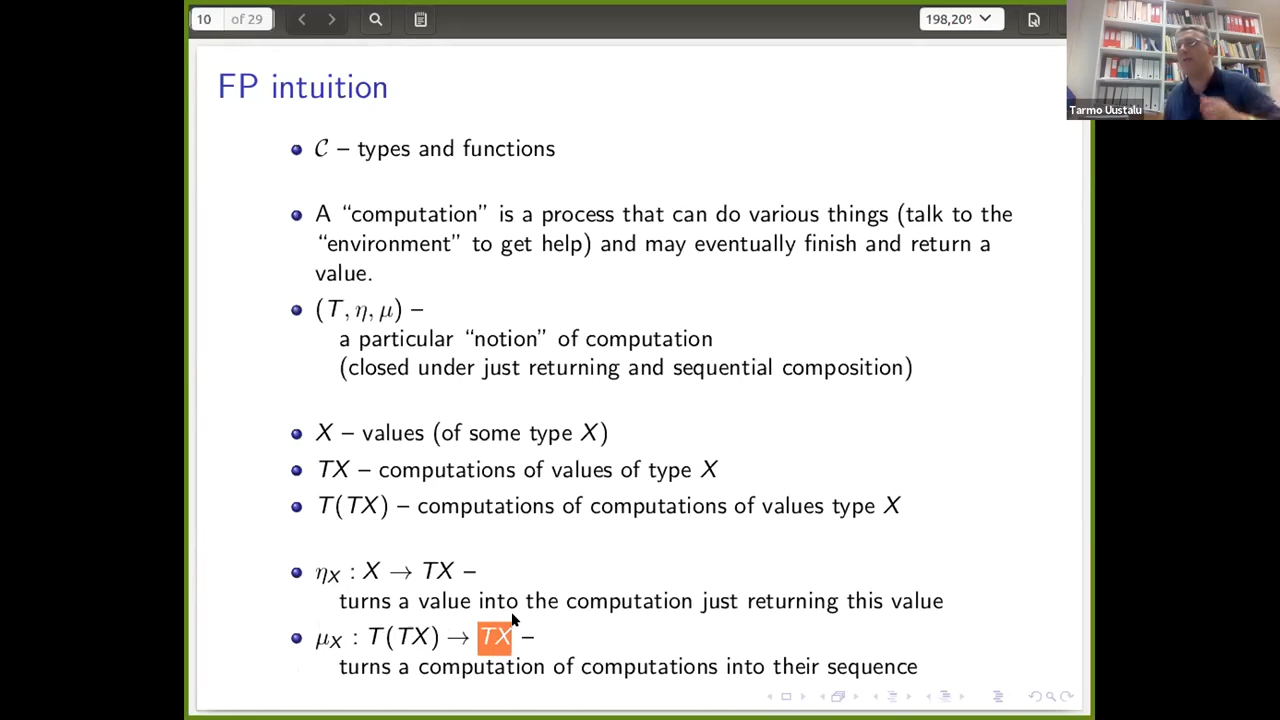 10 of 29
198,20%
Tarmo Uustalu
FP intuition
C – types and functions
A “computation” is a process that can do various things (talk to the
“environment” to get help) and may eventually finish and return a
value.
(T, η, μ) –
a particular “notion” of computation
(closed under just returning and sequential composition)
X – values (of some type X)
TX – computations of values of type X
T(TX) – computations of computations of values type X
ηX : X → TX –
turns a value into the computation just returning this value
μX : T(TX) → TX –
turns a computation of computations into their sequence